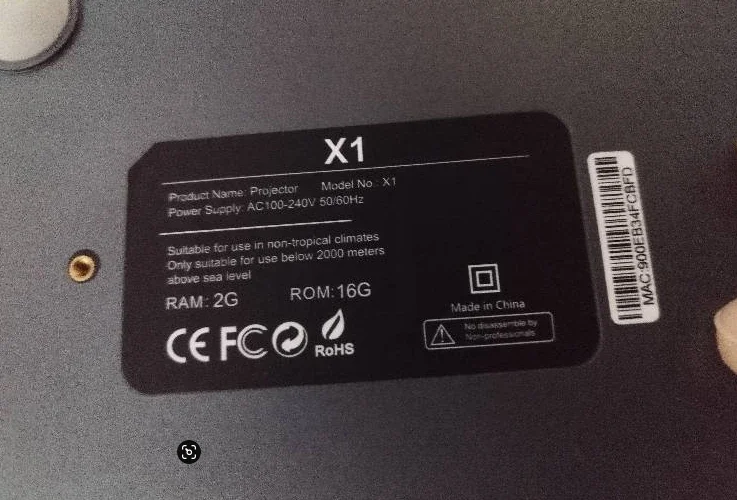 X1
Product Name: Projector Model No.: X1
Power Supply: AC100-240V 50/60Hz
Suitable for use in non-tropical climates
Only suitable for use below 2000 meters
above sea level
RAM: 2G ROM:16G
Made in China
CE FC RoHS
No disassemble by
Non-professionals
MAC:900EB34FCBFD